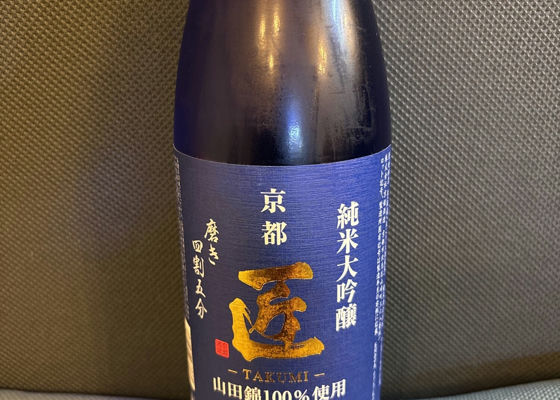 純米大吟醸
京都
匠
TAKUMI
磨き
四割五分
山田錦100%使用